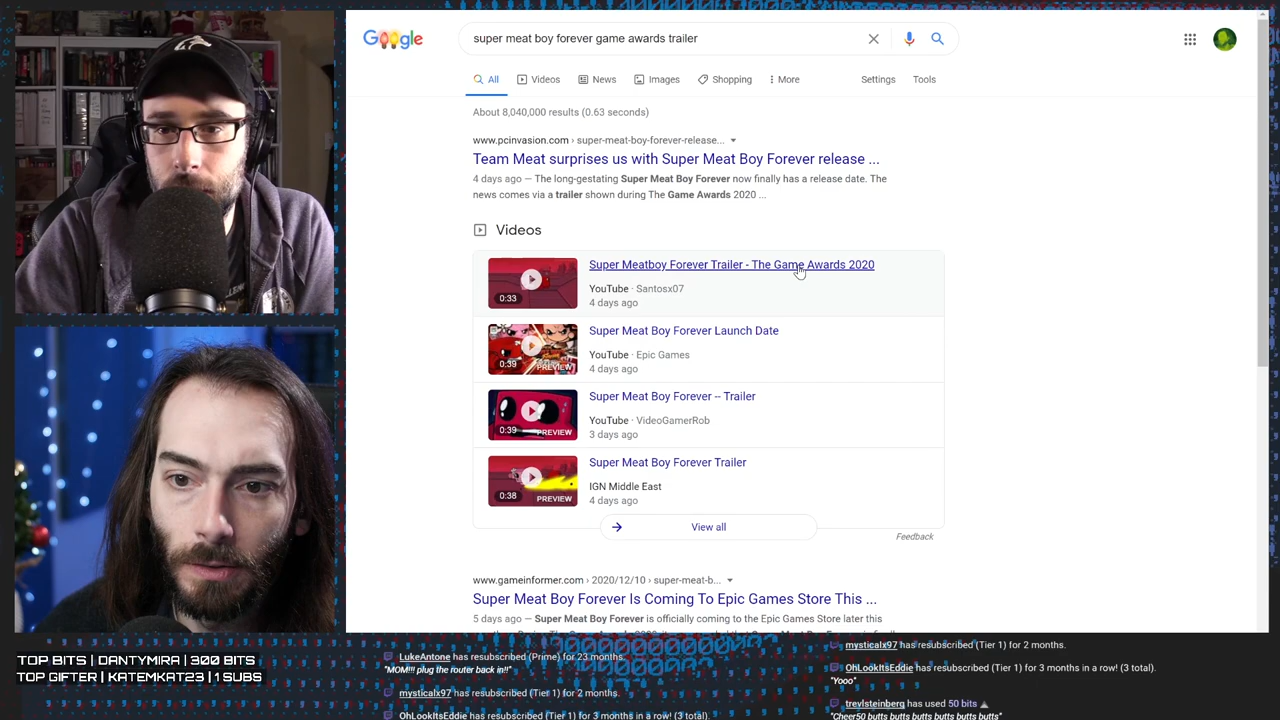 Google
super meat boy forever game awards trailer
All
Videos
News
Images
Shopping
More
Settings
Tools
About 8,040,000 results (0.63 seconds)
www.pcinvasion.com › super-meat-boy-forever-release...
Team Meat surprises us with Super Meat Boy Forever release ...
4 days ago — The long-gestating Super Meat Boy Forever now finally has a release date. The
news comes via a trailer shown during The Game Awards 2020 ...
Videos
Super Meatboy Forever Trailer - The Game Awards 2020
YouTube · Santosx07
4 days ago
0:33
Super Meat Boy Forever Launch Date
YouTube · Epic Games
4 days ago
0:39
PREVIEW
Super Meat Boy Forever -- Trailer
YouTube · VideoGamerRob
3 days ago
0:39
PREVIEW
Super Meat Boy Forever Trailer
IGN Middle East
4 days ago
0:38
PREVIEW
View all
Feedback
www.gameinformer.com › 2020/12/10 › super-meat-b...
Super Meat Boy Forever Is Coming To Epic Games Store This ...
5 days ago — Super Meat Boy Forever is officially coming to the Epic Games Store later this
TOP BITS | DANTYMIRA | 300 BITS
TOP GIFTER | KATEMKAT23 | 1 SUBS
LukeAntone has resubscribed (Prime) for 23 months.
"MOM!!! plug the router back in!!"
mysticalx97 has resubscribed (Tier 1) for 2 months.
OhLookItsEddie has resubscribed (Tier 1) for 3 months in a row! (3 total).
mysticalx97 has resubscribed (Tier 1) for 2 months.
OhLookItsEddie has resubscribed (Tier 1) for 3 months in a row! (3 total).
"Yooo"
trevlsteinberg has used 50 bits
"Cheer50 butts butts butts butts butts butts"